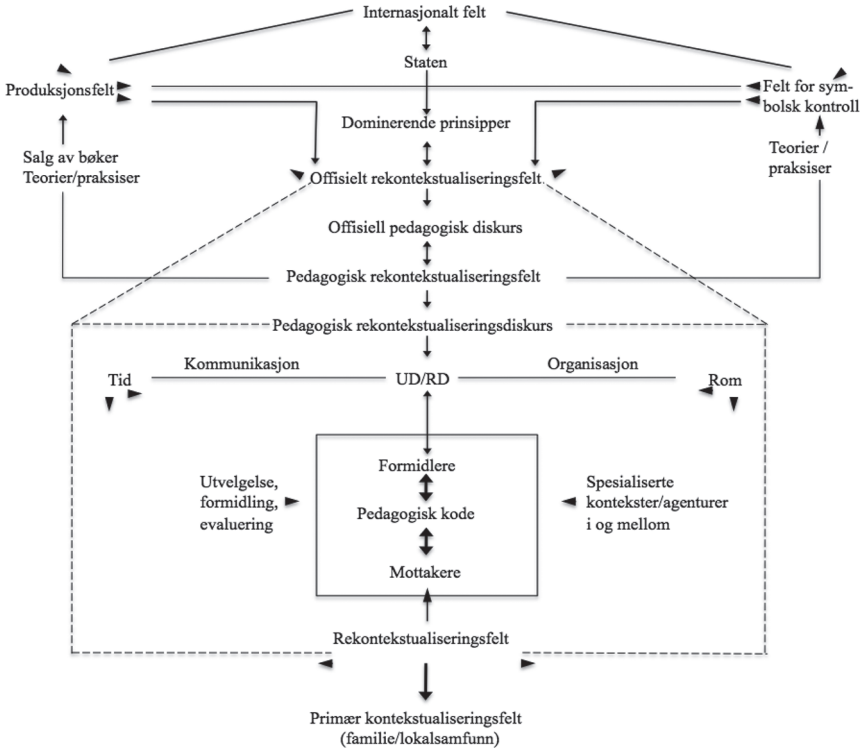 Internasjonalt felt
Staten
Produksjonsfelt
Felt for sym-
bolsk kontroll
Dominerende prinsipper
Salg av bøker
Teorier/praksiser
Teorier /
praksiser
Offisielt rekontekstualiseringsfelt
Offisiell pedagogisk diskurs
Pedagogisk rekontekstualiseringsfelt
Pedagogisk rekontekstualiseringsdiskurs
Kommunikasjon
Organisasjon
Tid
UD/RD
Rom
Formidlere
Utvelgelse,
formidling,
evaluering
Spesialiserte
kontekster/agenturer
i og mellom
Pedagogisk kode
Mottakere
Rekontekstualiseringsfelt
Primær kontekstualiseringsfelt
(familie/lokalsamfunn)